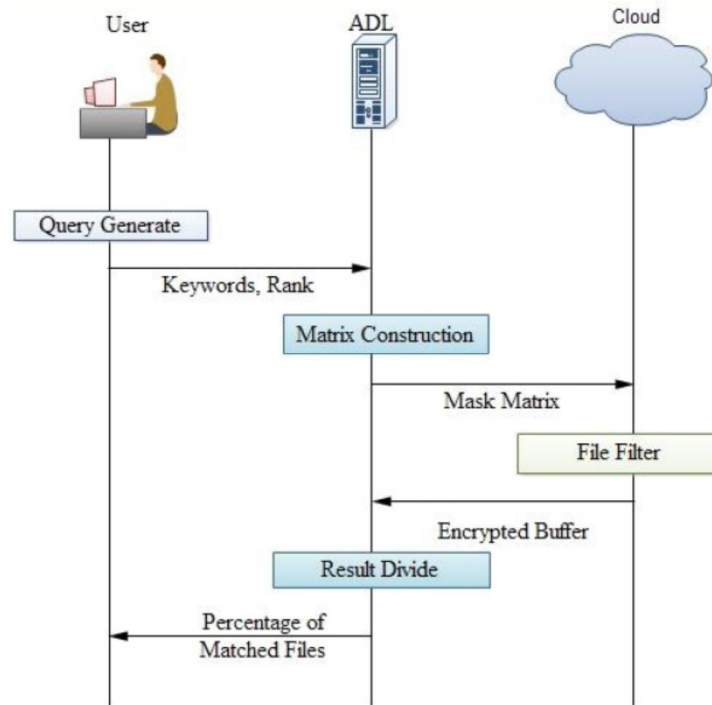 User
ADL
Cloud
Query Generate
Keywords, Rank
Matrix Construction
Mask Matrix
File Filter
Encrypted Buffer
Result Divide
Percentage of
Matched Files